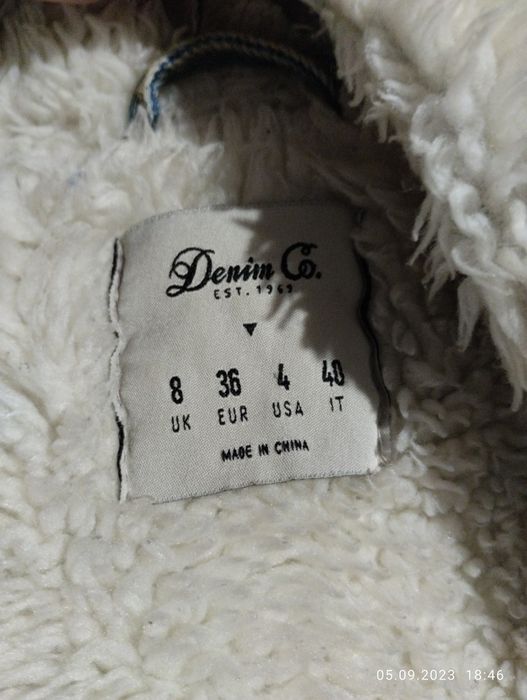 Denim Co.
EST. 1969
8 36 4 40
UK EUR USA IT
MADE IN CHINA
05.09.2023 18:46